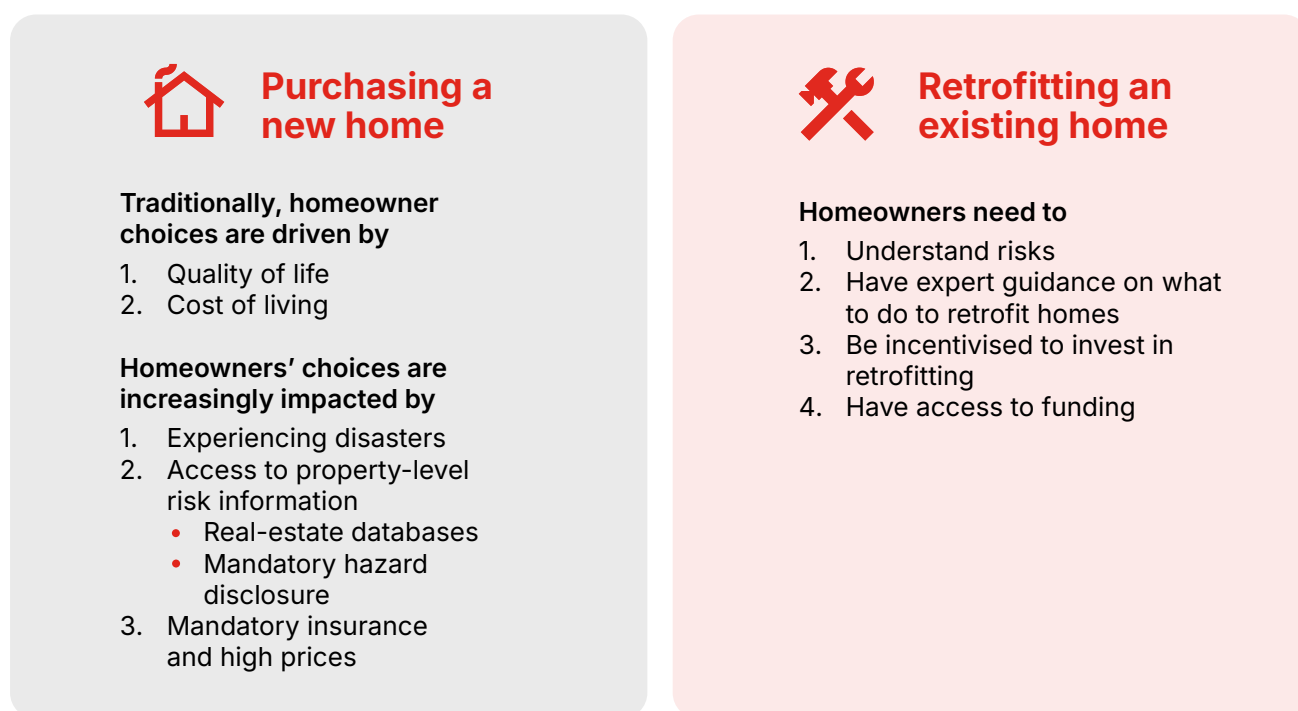 Purchasing a
new home
Traditionally, homeowner
choices are driven by
1. Quality of life
2. Cost of living
Homeowners’ choices are
increasingly impacted by
1. Experiencing disasters
2. Access to property-level
risk information
• Real-estate databases
• Mandatory hazard
disclosure
3. Mandatory insurance
and high prices
Retrofitting an
existing home
Homeowners need to
1. Understand risks
2. Have expert guidance on what
to do to retrofit homes
3. Be incentivised to invest in
retrofitting
4. Have access to funding